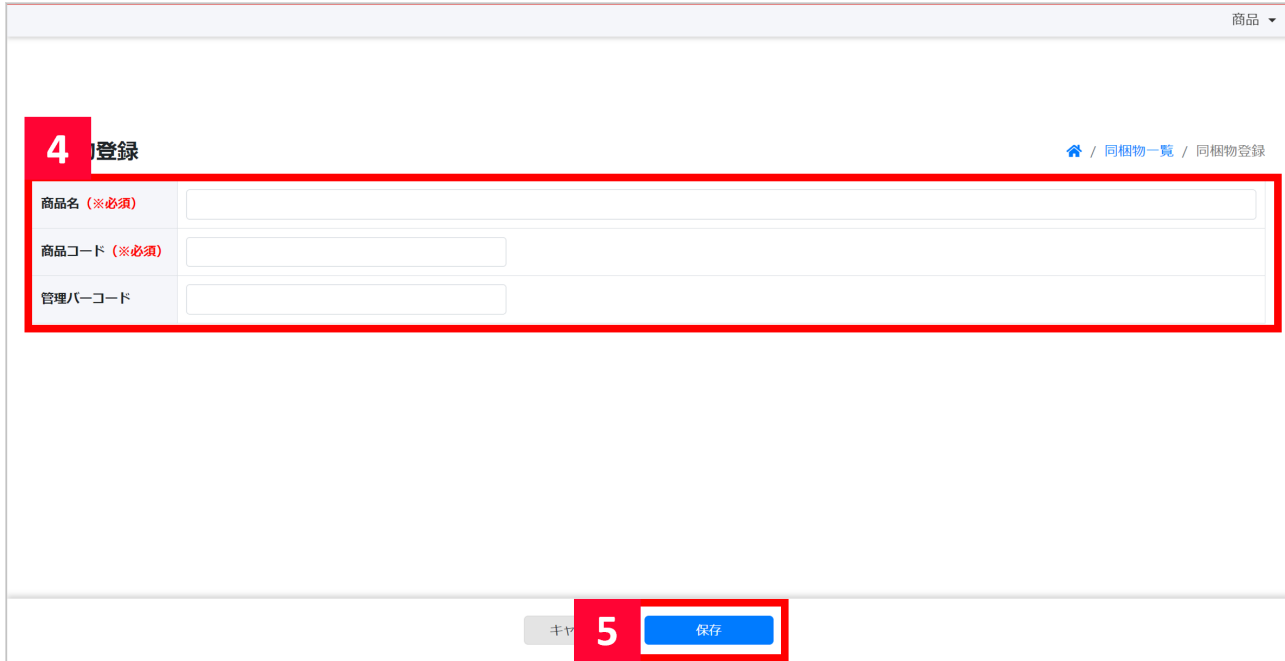 商品
4 物登録
/ 同梱物一覧 / 同梱物登録
商品名（※必須）
商品コード（※必須）
管理バーコード
キャ
5
保存